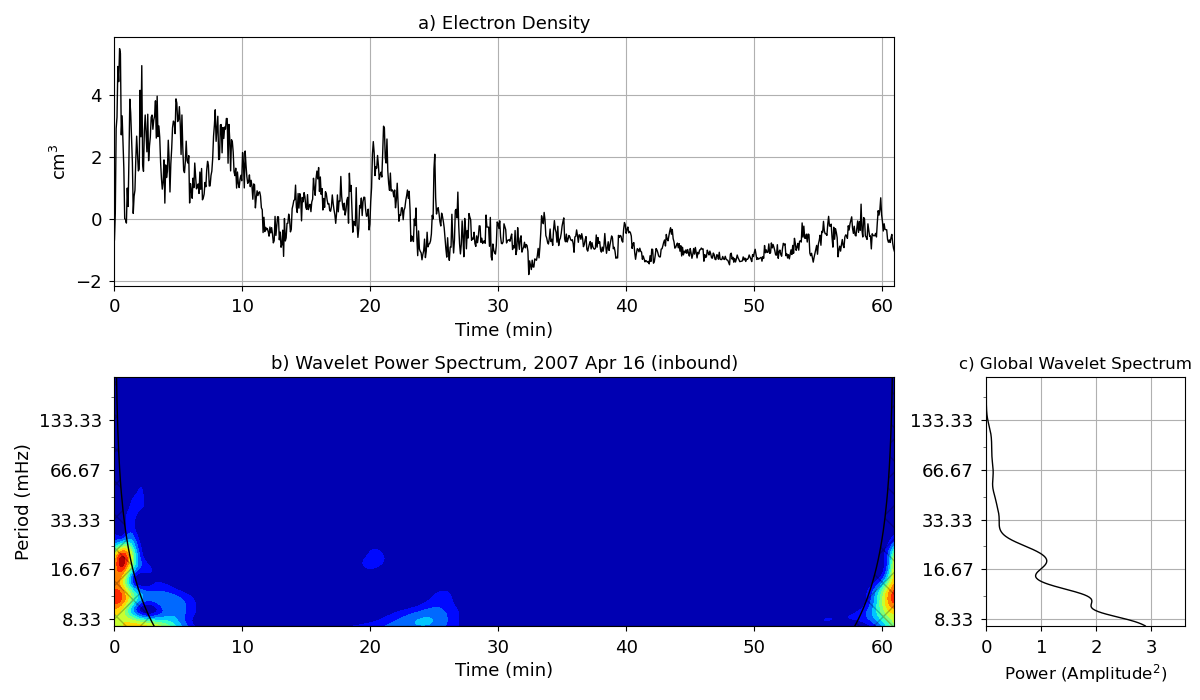 a) Electron Density
cm³
4
2
0
−2
0 10 20 30 40 50 60
Time (min)
b) Wavelet Power Spectrum, 2007 Apr 16 (inbound)
Period (mHz)
133.33
66.67
33.33
16.67
8.33
0 10 20 30 40 50 60
Time (min)
c) Global Wavelet Spectrum
133.33
66.67
33.33
16.67
8.33
0 1 2 3
Power (Amplitude²)